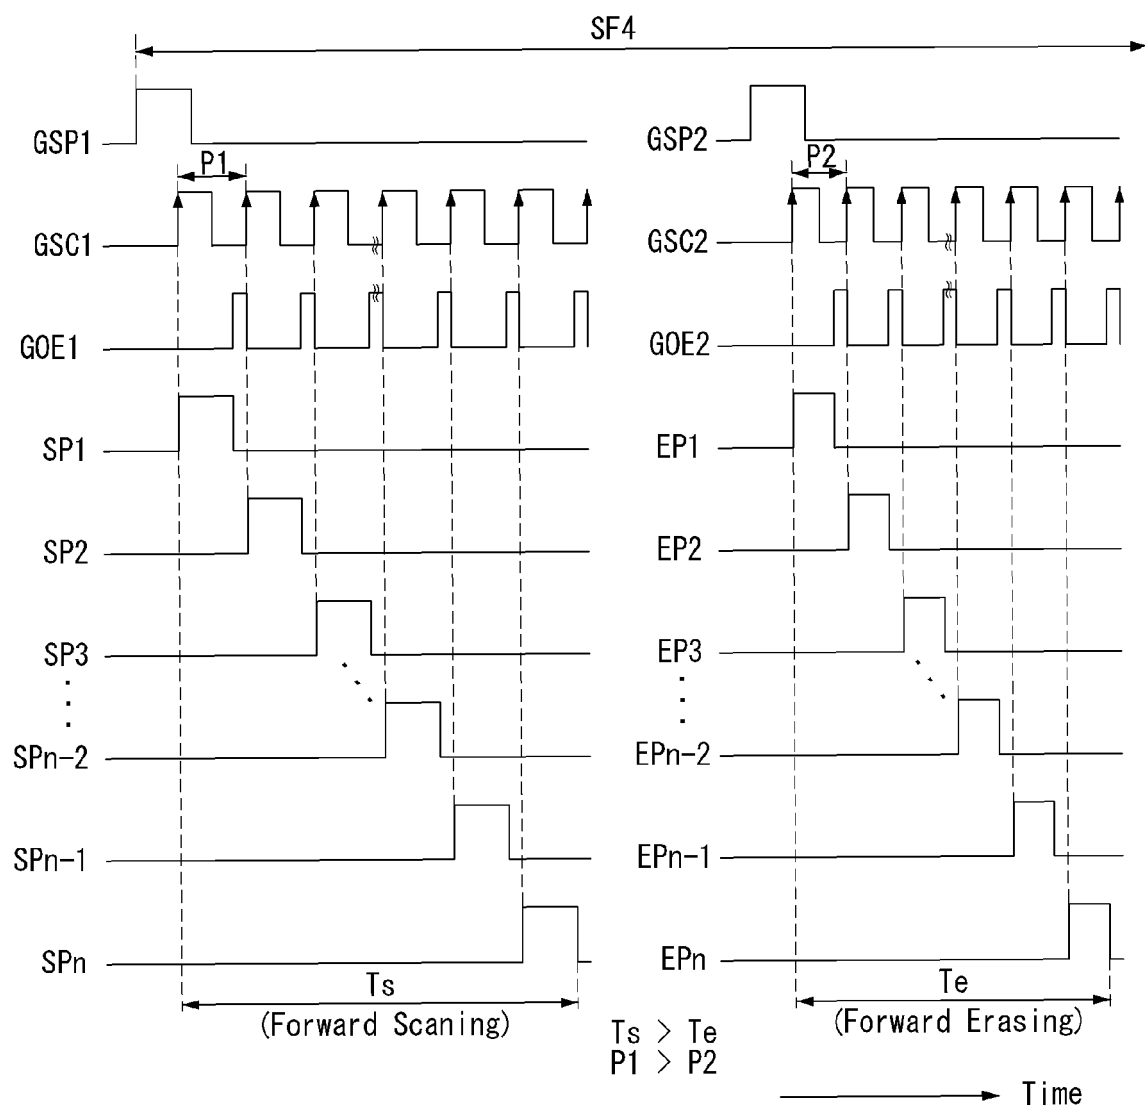 SF4
GSP1
GSP2
P1
P2
GSC1
GSC2
GOE1
GOE2
SP1
EP1
SP2
EP2
SP3
EP3
SPn-2
EPn-2
SPn-1
EPn-1
SPn
EPn
Ts
Te
(Forward Scaning)
(Forward Erasing)
Ts > Te
P1 > P2
Time